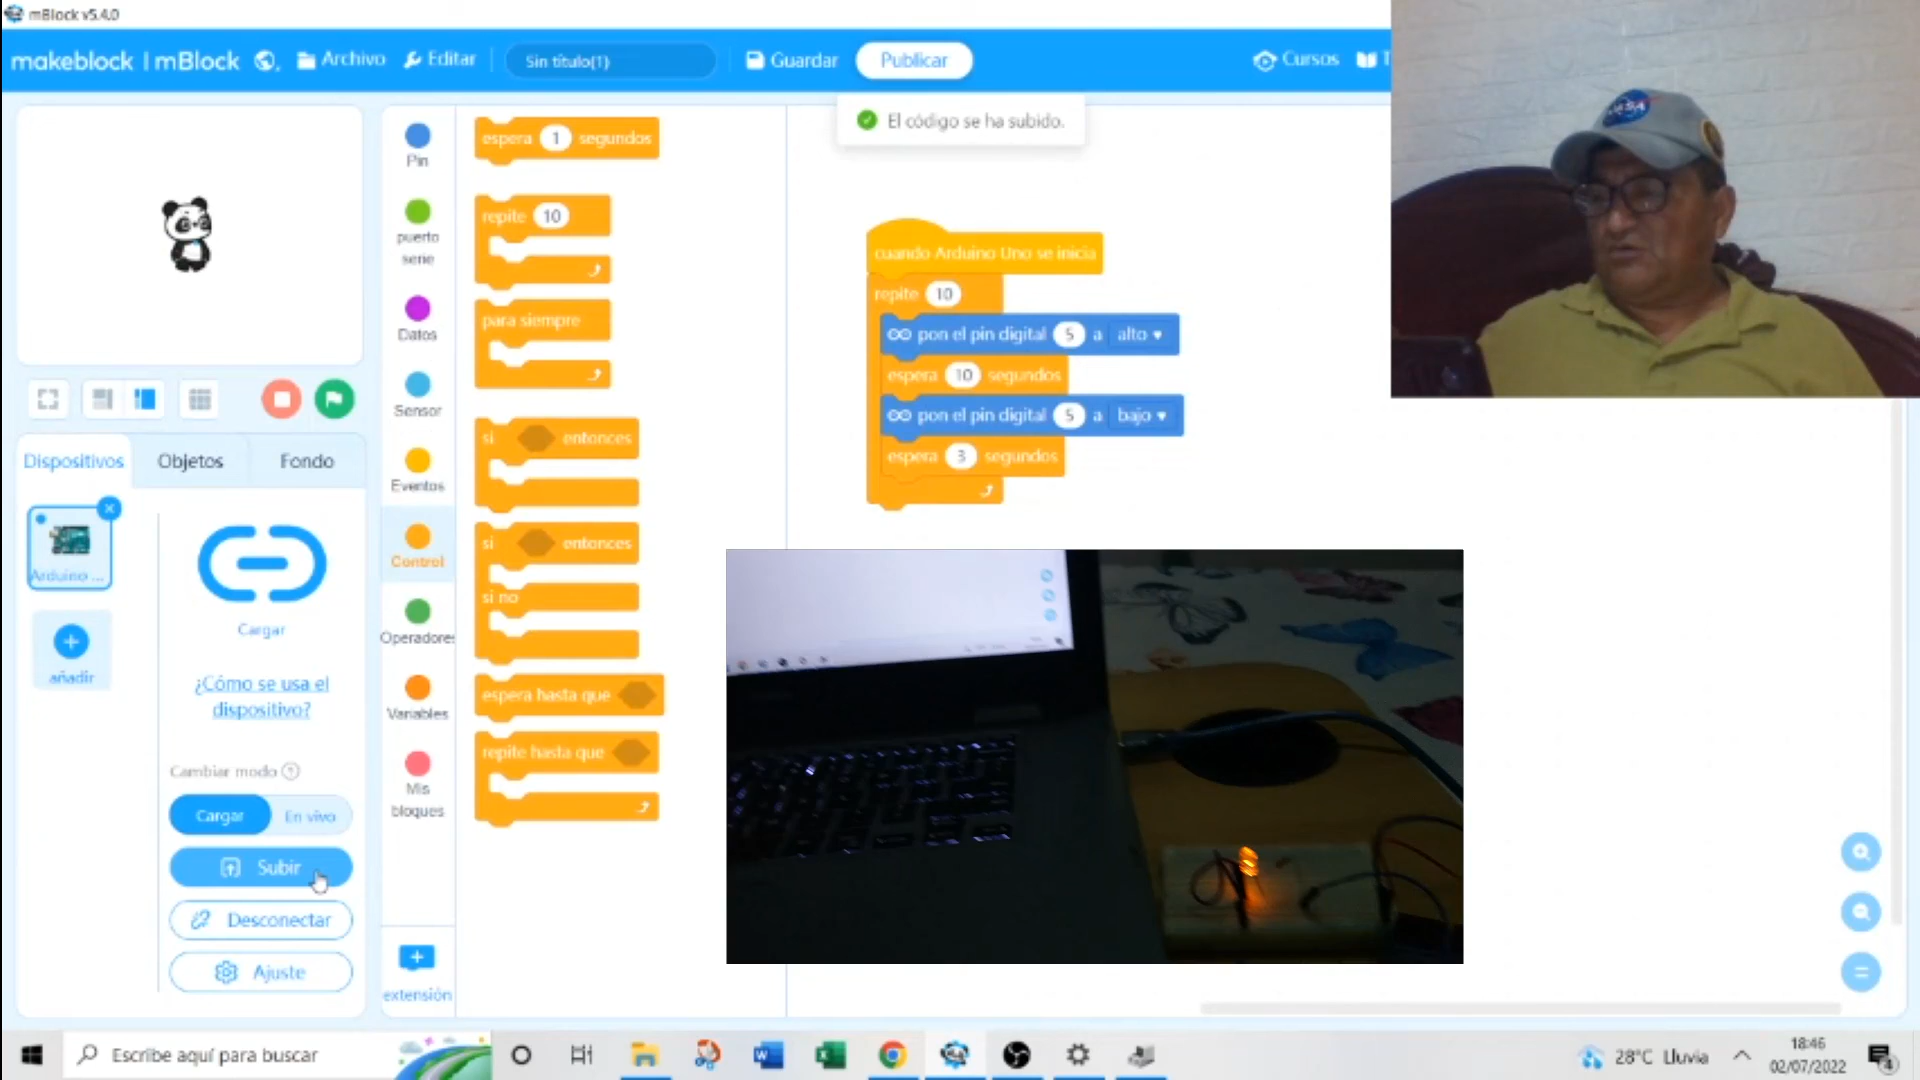 mBlock v5.4.0
makeblock | mBlock
Archivo
Editar
Sin título(1)
Guardar
Publicar
Cursos
El código se ha subido.
NASA
Pin
puerto
serie
Datos
Sensor
Eventos
Control
Operadores
Variables
Mis
bloques
extensión
espera 1 segundos
repite 10
para siempre
si entonces
si entonces
si no
espera hasta que
repite hasta que
cuando Arduino Uno se inicia
repite 10
pon el pin digital 5 a alto
espera 10 segundos
pon el pin digital 5 a bajo
espera 3 segundos
Dispositivos
Objetos
Fondo
Arduino ...
añadir
Cargar
¿Cómo se usa el
dispositivo?
Cambiar modo
Cargar
En vivo
Subir
Desconectar
Ajuste
Escribe aquí para buscar
28°C Lluvia
18:46
02/07/2022
4